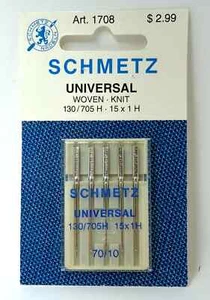 Art. 1708 $ 2.99
SCHMETZ
UNIVERSAL
WOVEN · KNIT
130/705 H · 15 x 1 H
SCHMETZ
UNIVERSAL
130/705H 15x1H
70/10